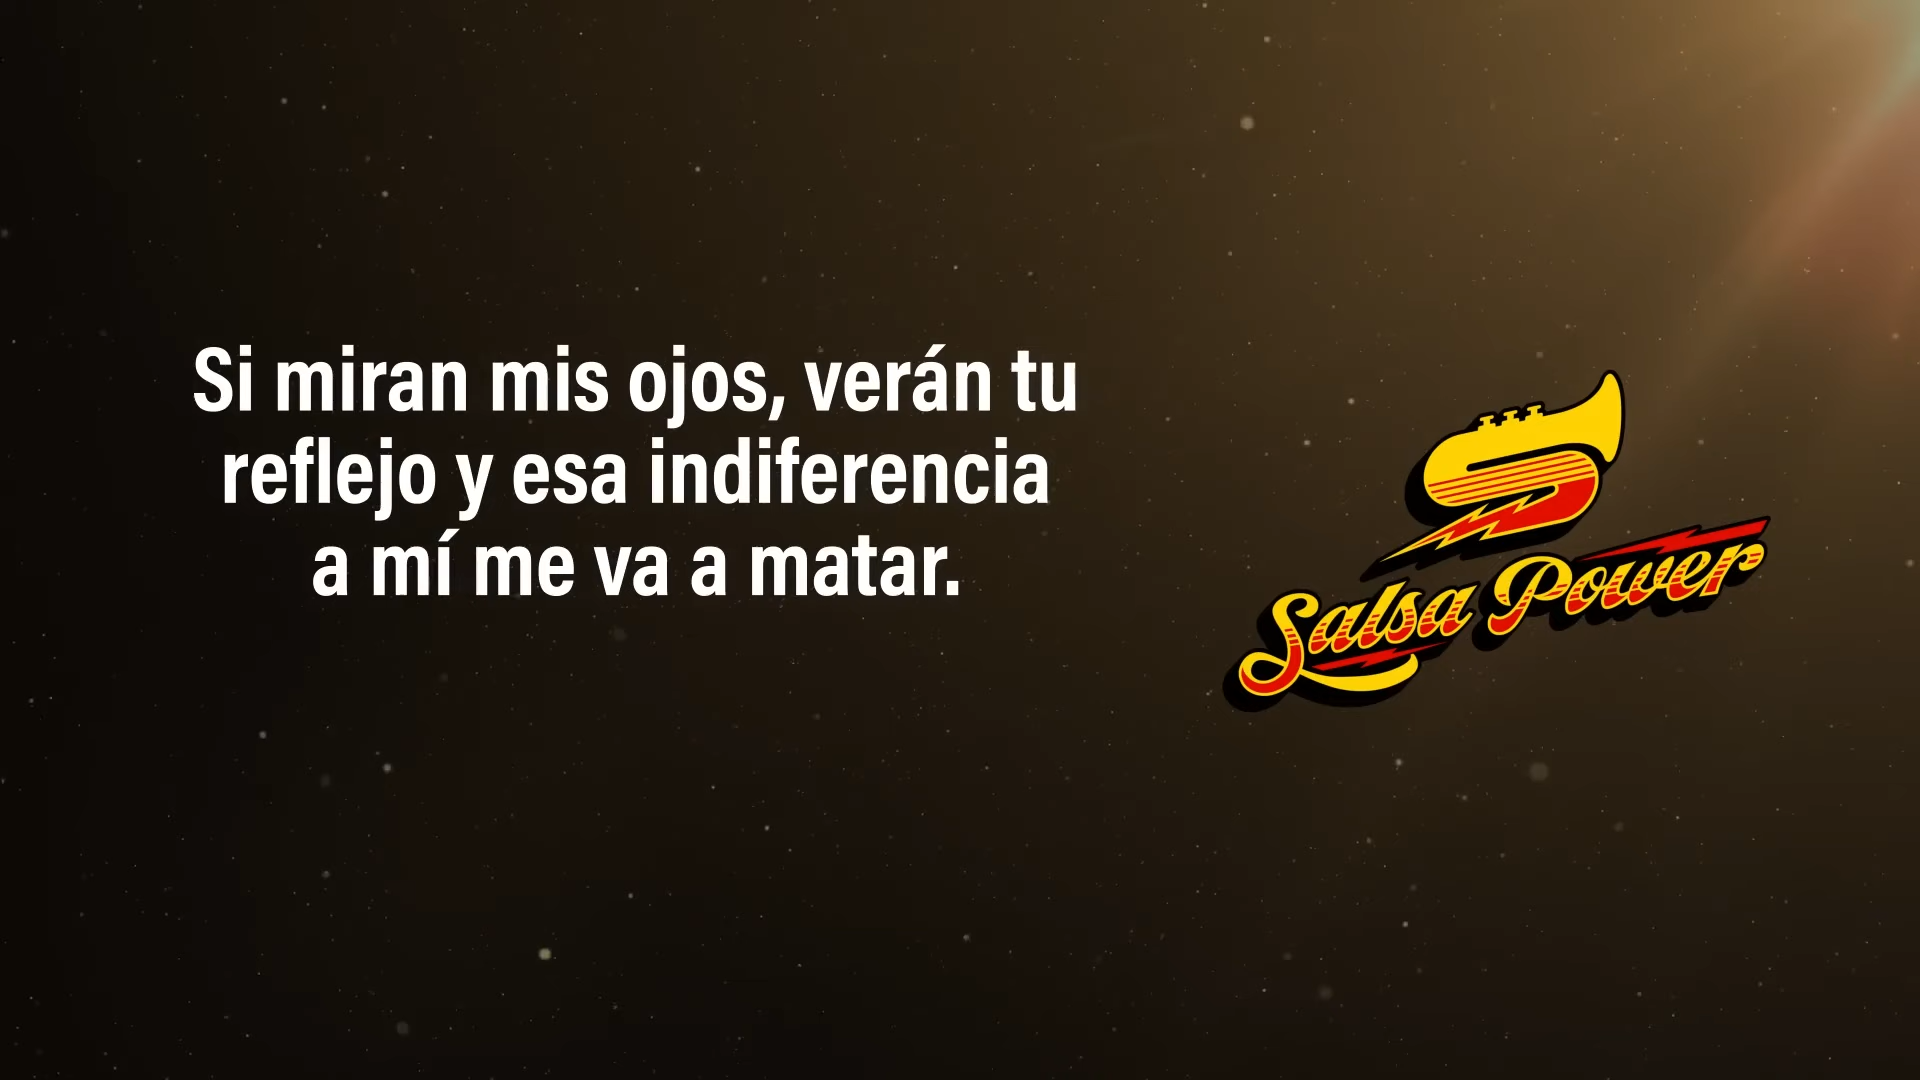 Si miran mis ojos, verán tu
reflejo y esa indiferencia
a mí me va a matar.
Salsa Power